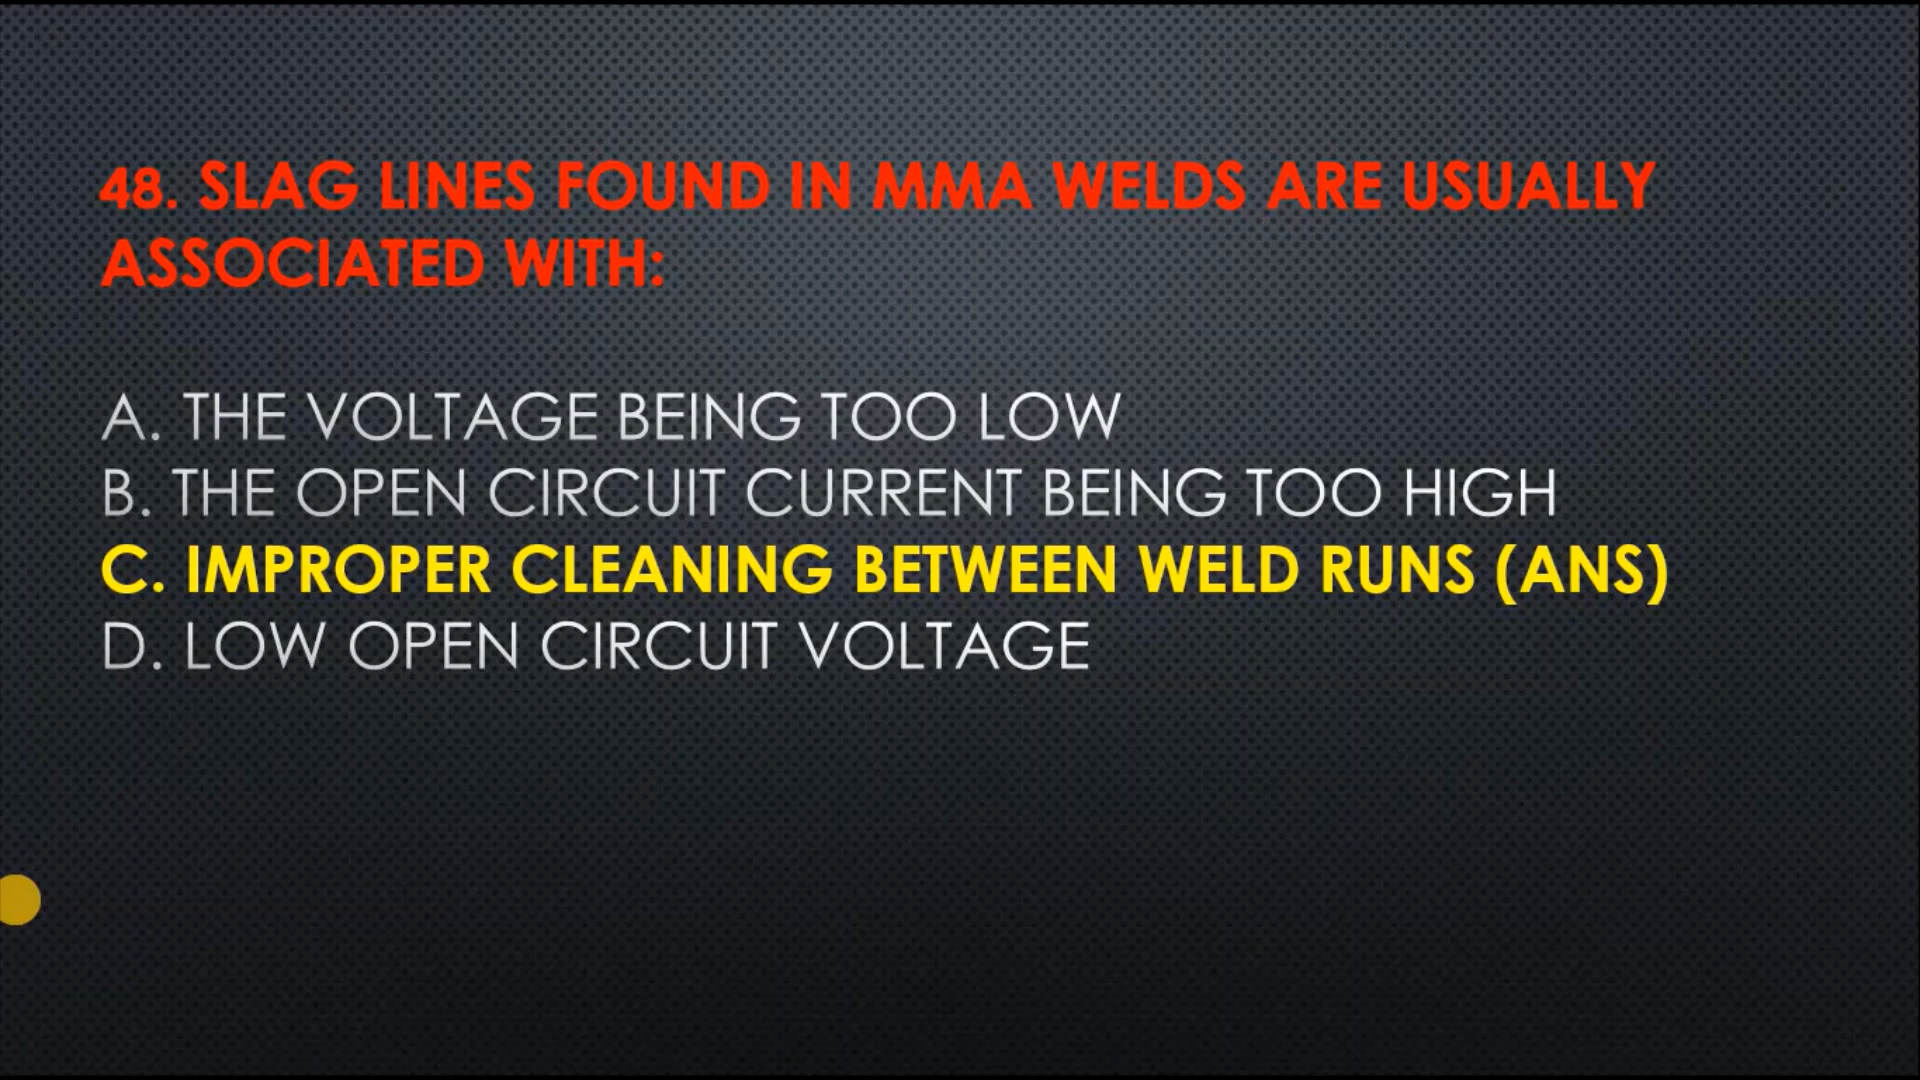 48. SLAG LINES FOUND IN MMA WELDS ARE USUALLY
ASSOCIATED WITH:
A. THE VOLTAGE BEING TOO LOW
B. THE OPEN CIRCUIT CURRENT BEING TOO HIGH
C. IMPROPER CLEANING BETWEEN WELD RUNS (ANS)
D. LOW OPEN CIRCUIT VOLTAGE